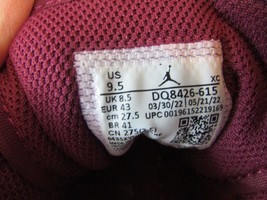 US
9.5
XC
UK 8.5
DQ8426-615
EUR 43
03/30/22 05/21/22
cm 27.5
UPC 00196152219169
BR 41
CN 275